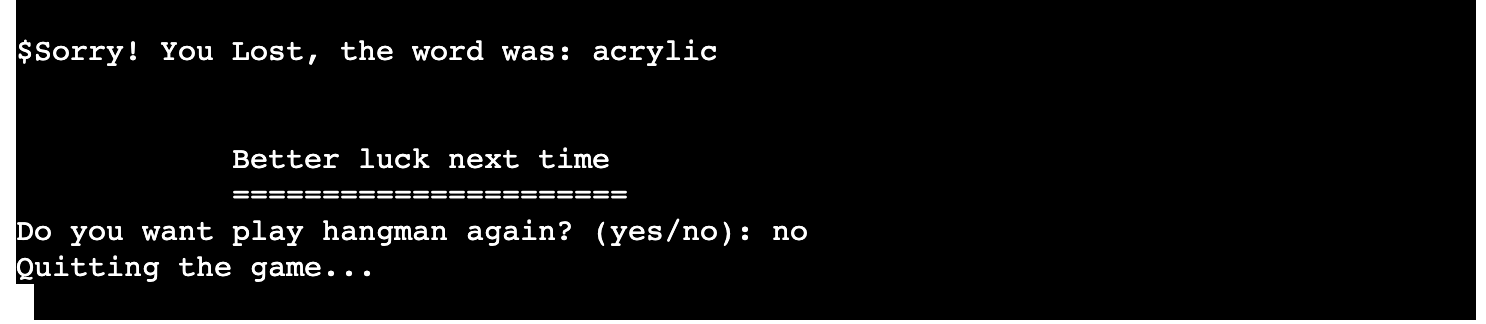 $Sorry! You Lost, the word was: acrylic
Better luck next time
======================
Do you want play hangman again? (yes/no): no
Quitting the game...